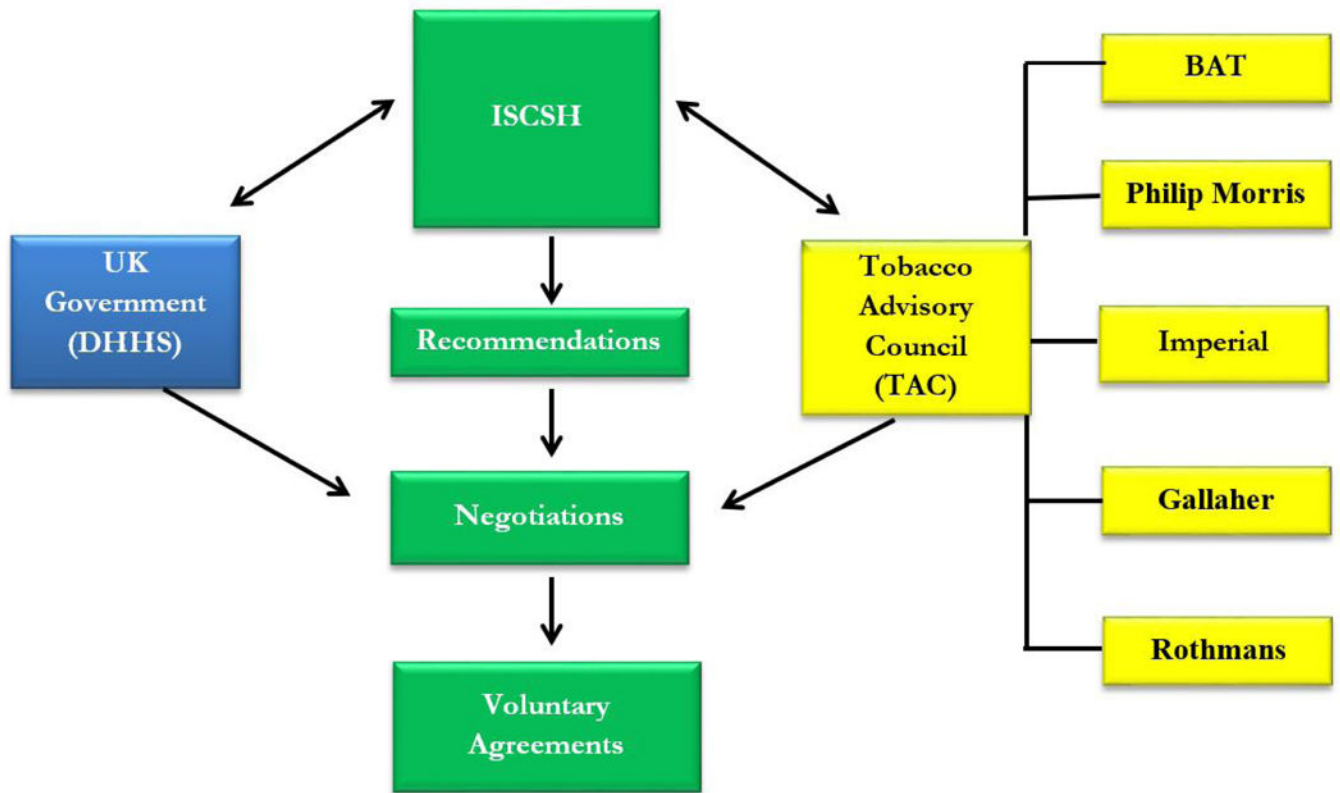 ISCSH
UK
Government
(DHHS)
Recommendations
Negotiations
Voluntary
Agreements
Tobacco
Advisory
Council
(TAC)
BAT
Philip Morris
Imperial
Gallaher
Rothmans